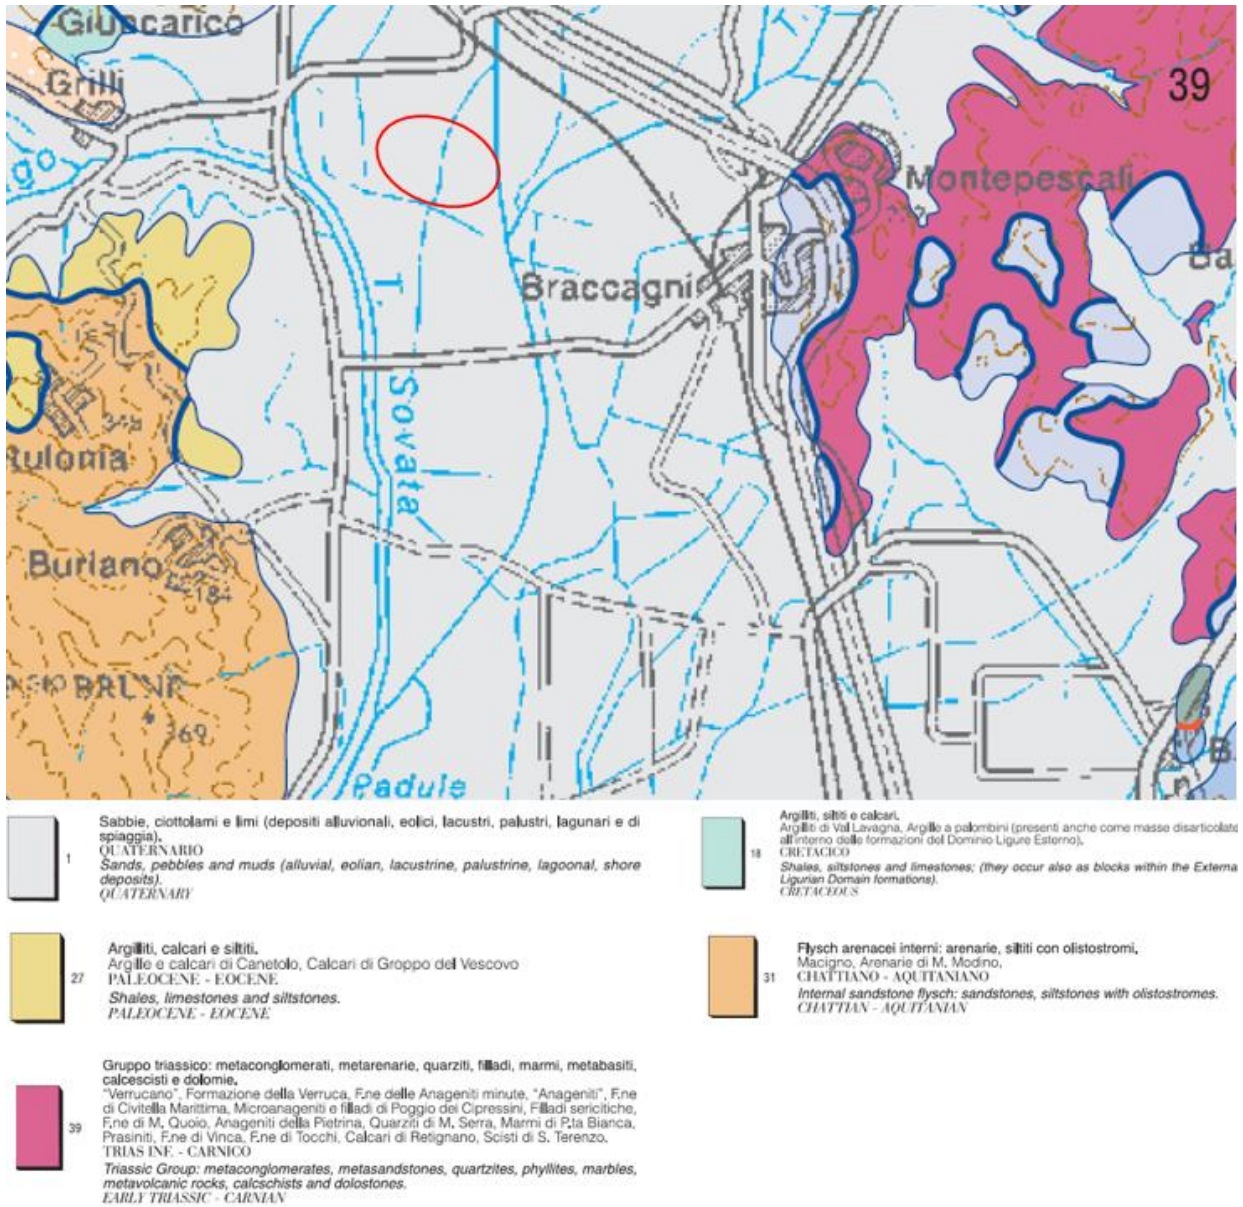 Giuncarico
Grilli
39
go
Montepescali
Ba
Braccagni
T. Sovata
tulonia
Buriano
184
269
Padule
B
1
Sabbie, ciottolami e limi (depositi alluvionali, eolici, lacustri, palustri, lagunari e di
spiaggia).
QUATERNARIO
Sands, pebbles and muds (alluvial, eolian, lacustrine, palustrine, lagoonal, shore
deposits).
QUATERNARY
27
Argilliti, calcari e siltiti.
Argille e calcari di Canetolo, Calcari di Groppo del Vescovo
PALEOCENE - EOCENE
Shales, limestones and siltstones.
PALEOCENE - EOCENE
39
Gruppo triassico: metaconglomerati, metarenarie, quarziti, filladi, marmi, metabasiti,
calcescisti e dolomie.
"Verrucano", Formazione della Verruca, F.ne delle Anageniti minute, "Anageniti", F.ne
di Civitella Marittima, Microanageniti e filladi di Poggio dei Cipressini, Filladi sericitiche,
F.ne di M. Quoio, Anageniti della Pietrina, Quarziti di M. Serra, Marmi di P.ta Bianca,
Prasiniti, F.ne di Vinca, F.ne di Tocchi, Calcari di Retignano, Scisti di S. Terenzo.
TRIAS INF. - CARNICO
Triassic Group: metaconglomerates, metasandstones, quartzites, phyllites, marbles,
metavolcanic rocks, calcschists and dolostones.
EARLY TRIASSIC - CARNIAN
18
Argilliti, siltiti e calcari.
Argilliti di Val Lavagna, Argille a palombini (presenti anche come masse disarticolate
all'interno delle formazioni del Dominio Ligure Esterno).
CRETACICO
Shales, siltstones and limestones; (they occur also as blocks within the Externa
Ligurian Domain formations).
CRETACEOUS
31
Flysch arenacei interni: arenarie, siltiti con olistostromi.
Macigno, Arenarie di M. Modino.
CHATTIANO - AQUITANIANO
Internal sandstone flysch: sandstones, siltstones with olistostromes.
CHATTIAN - AQUITANIAN